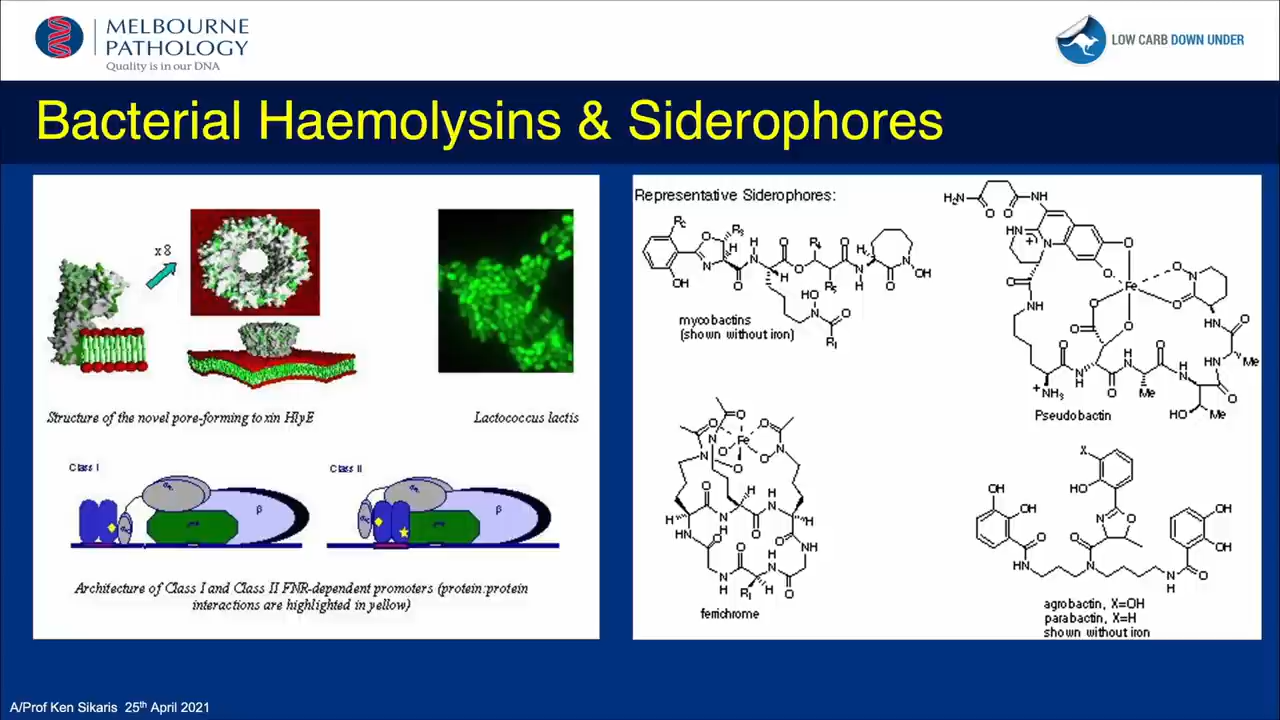 MELBOURNE
PATHOLOGY
Quality is in our DNA
LOW CARB DOWN UNDER
Bacterial Haemolysins & Siderophores
x8
Structure of the novel pore-forming toxin HlyE
Lactococcus lactis
Class I
Class II
β
β
Architecture of Class I and Class II FNR-dependent promoters (protein:protein
interactions are highlighted in yellow)
Representative Siderophores:
mycobactins
(shown without iron)
Pseudobactin
ferrichrome
agrobactin, X=OH
parabactin, X=H
shown without iron
A/Prof Ken Sikaris 25th April 2021